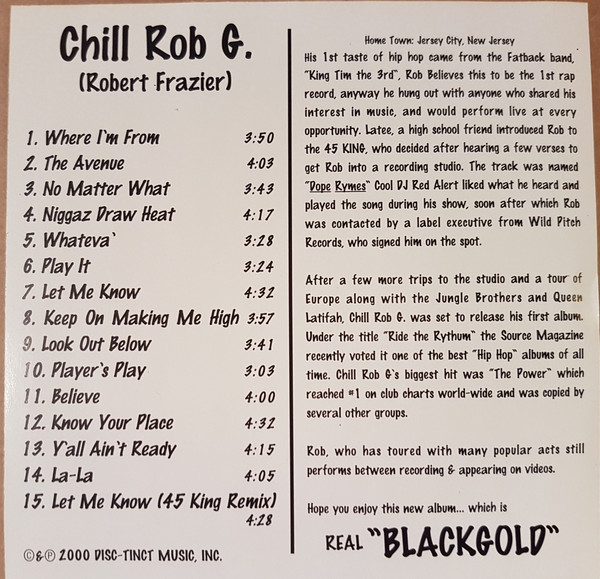 Chill Rob G.
(Robert Frazier)
1. Where I'm From 3:50
2. The Avenue 4:03
3. No Matter What 3:43
4. Niggaz Draw Heat 4:17
5. Whateva' 3:28
6. Play It 3:24
7. Let Me Know 4:32
8. Keep On Making Me High 3:57
9. Look Out Below 3:41
10. Player's Play 3:03
11. Believe 4:00
12. Know Your Place 4:32
13. Y'all Ain't Ready 4:15
14. La-La 4:05
15. Let Me Know (45 King Remix)
4:28
©&℗ 2000 DISC-TINCT MUSIC, INC.
Home Town: Jersey City, New Jersey
His 1st taste of hip hop came from the Fatback band,
"King Tim the 3rd", Rob Believes this to be the 1st rap
record, anyway he hung out with anyone who shared his
interest in music, and would perform live at every
opportunity. Latee, a high school friend introduced Rob to
the 45 KING, who decided after hearing a few verses to
get Rob into a recording studio. The track was named
"Dope Rymes" Cool DJ Red Alert liked what he heard and
played the song during his show, soon after which Rob
was contacted by a label executive from Wild Pitch
Records, who signed him on the spot.
After a few more trips to the studio and a tour of
Europe along with the Jungle Brothers and Queen
Latifah, Chill Rob G. was set to release his first album.
Under the title "Ride the Rythum" the Source Magazine
recently voted it one of the best "Hip Hop" albums of all
time. Chill Rob G's biggest hit was "The Power" which
reached #1 on club charts world-wide and was copied by
several other groups.
Rob, who has toured with many popular acts still
performs between recording & appearing on videos.
Hope you enjoy this new album... which is
REAL "BLACKGOLD"